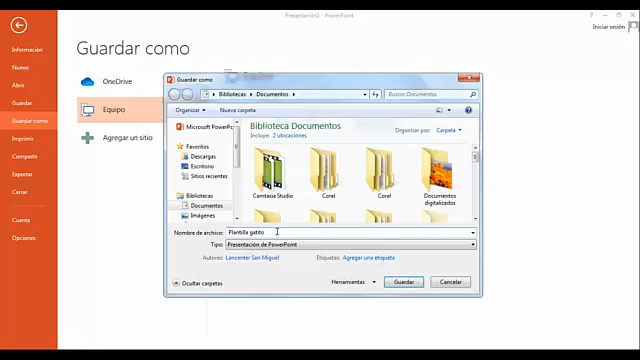 Presentación3 - PowerPoint
Iniciar sesión
Información
Nuevo
Abrir
Guardar
Guardar como
Imprimir
Compartir
Exportar
Cerrar
Cuenta
Opciones
Guardar como
OneDrive
Equipo
Agregar un sitio
Guardar como
Bibliotecas ▸ Documentos ▸
Buscar Documentos
Organizar
Nueva carpeta
Microsoft PowerPo
Favoritos
Descargas
Escritorio
Sitios recientes
Bibliotecas
Documentos
Imágenes
Biblioteca Documentos
Incluye: 2 ubicaciones
Organizar por: Carpeta
Camtasia Studio
Corel
Corel
Documentos digitalizados
Nombre de archivo: Plantilla gatito
Tipo: Presentación de PowerPoint
Autores: Lancenter San Miguel
Etiquetas: Agregar una etiqueta
Ocultar carpetas
Herramientas
Guardar
Cancelar